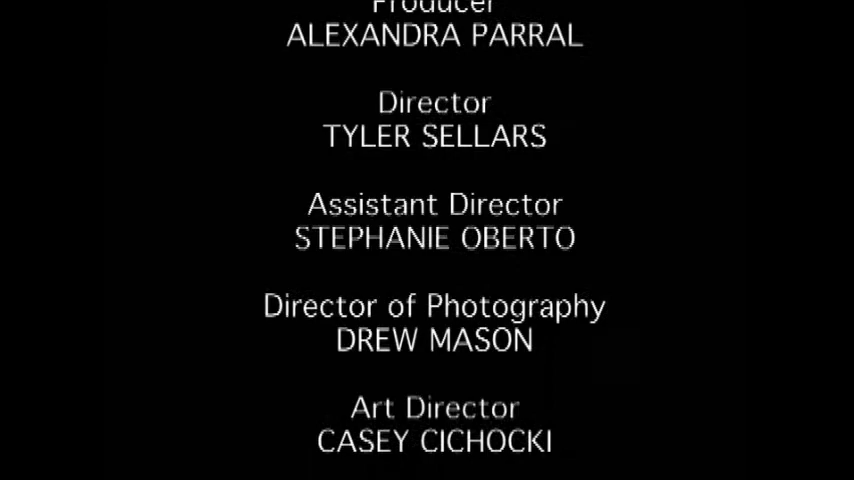 Producer
ALEXANDRA PARRAL
Director
TYLER SELLARS
Assistant Director
STEPHANIE OBERTO
Director of Photography
DREW MASON
Art Director
CASEY CICHOCKI